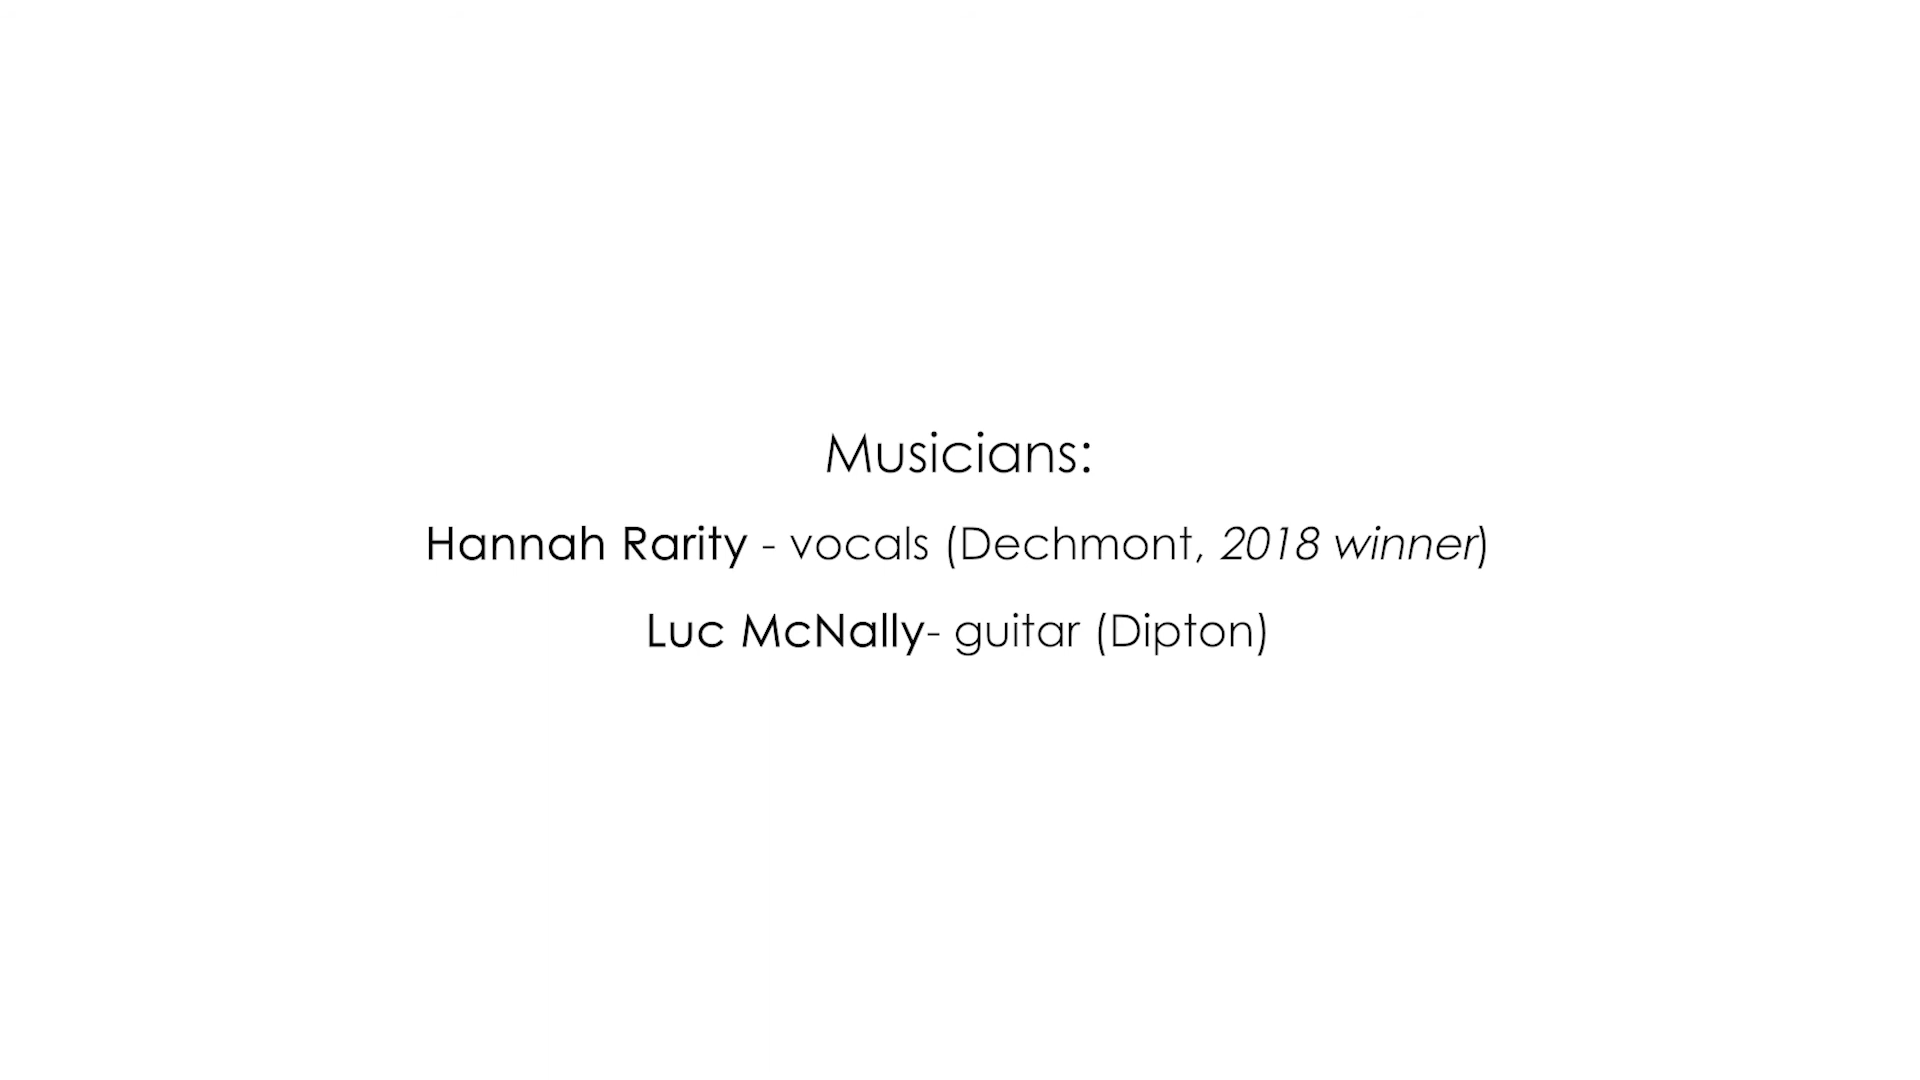 Musicians:
Hannah Rarity - vocals (Dechmont, 2018 winner)
Luc McNally- guitar (Dipton)